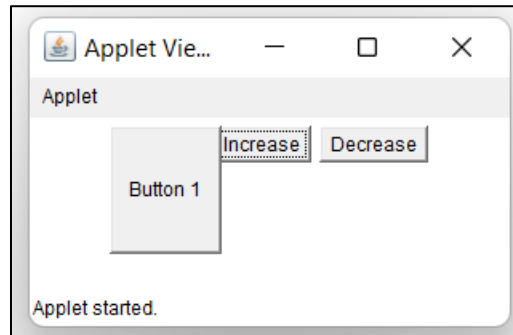 Applet Vie...
Applet
Increase Decrease
Button 1
Applet started.